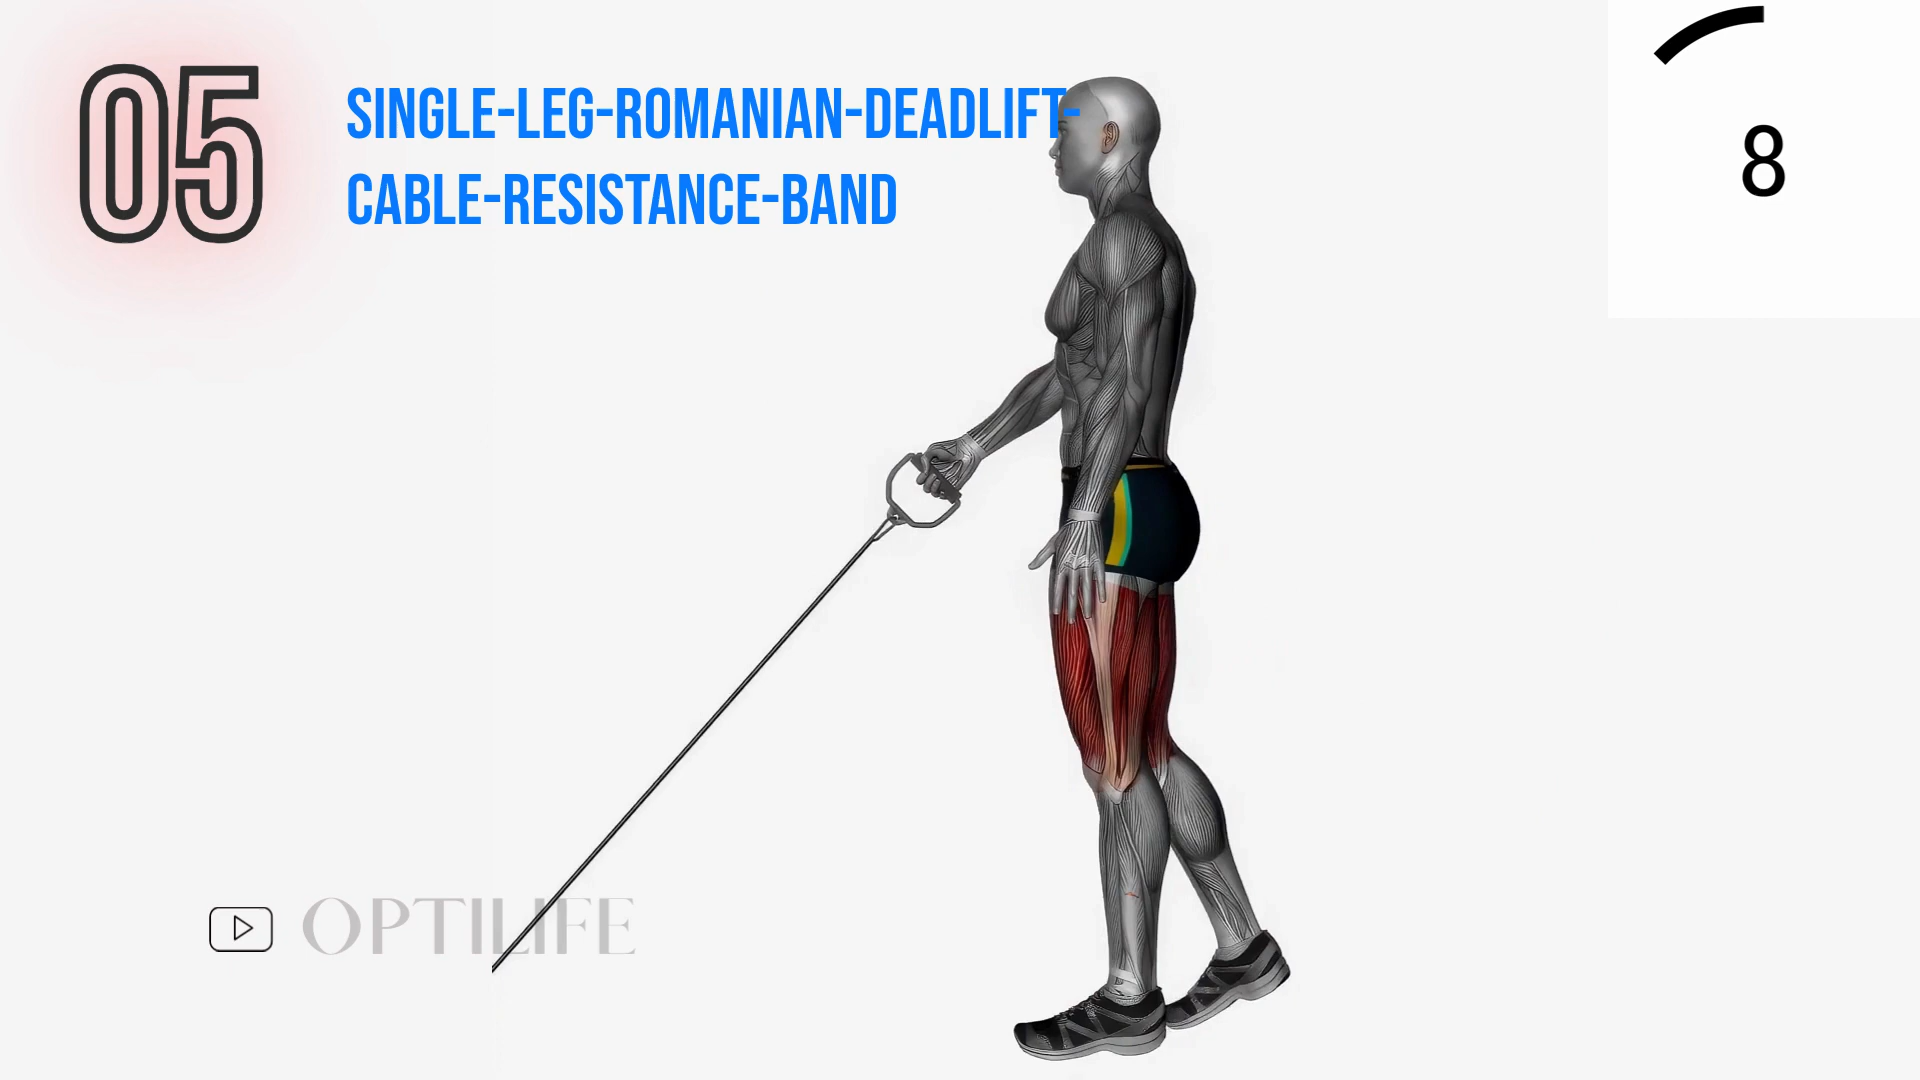 05
SINGLE-LEG-ROMANIAN-DEADLIFT-
CABLE-RESISTANCE-BAND
8
OPTILIFE